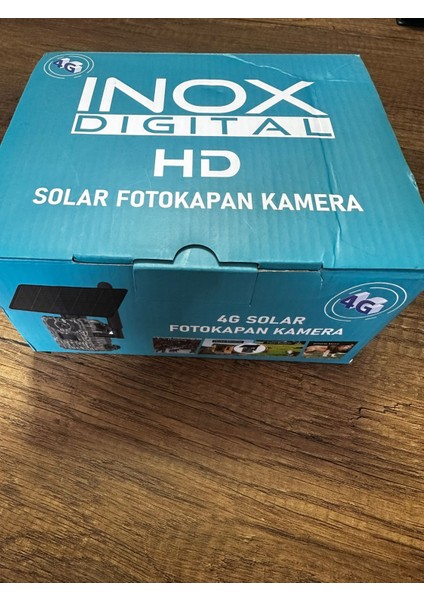 4G
INOX
DIGITAL
HD
SOLAR FOTOKAPAN KAMERA
4G
4G SOLAR
FOTOKAPAN KAMERA